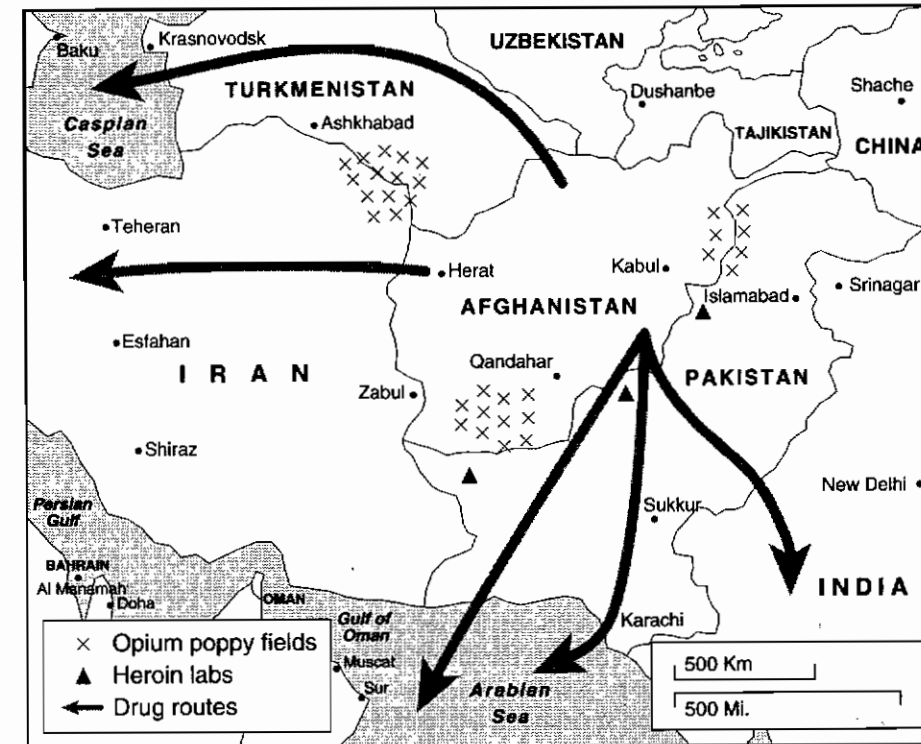 Baku
Krasnovodsk
UZBEKISTAN
TURKMENISTAN
Dushanbe
Shache
Caspian
Sea
Ashkhabad
TAJIKISTAN
CHINA
Teheran
Herat
Kabul
Islamabad
Srinagar
AFGHANISTAN
Esfahan
IRAN
Qandahar
Zabul
PAKISTAN
Shiraz
New Delhi
Persian
Gulf
Sukkur
BAHRAIN
Al Manamah
Doha
OMAN
INDIA
Gulf of
Oman
Karachi
Muscat
Sur
Arabian
Sea
Opium poppy fields
Heroin labs
Drug routes
500 Km
500 Mi.